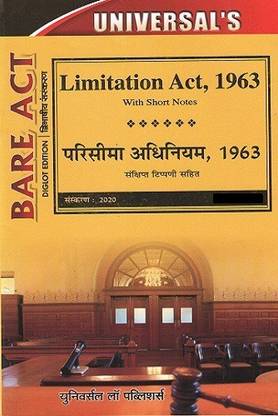 UNIVERSAL'S
BARE ACT
DIGLOT EDITION | द्विभाषीय संस्करण
Limitation Act, 1963
With Short Notes
परिसीमा अधिनियम, 1963
संक्षिप्त टिप्पणी सहित
संस्करण : 2020
युनिवर्सल लॉ पब्लिशर्स